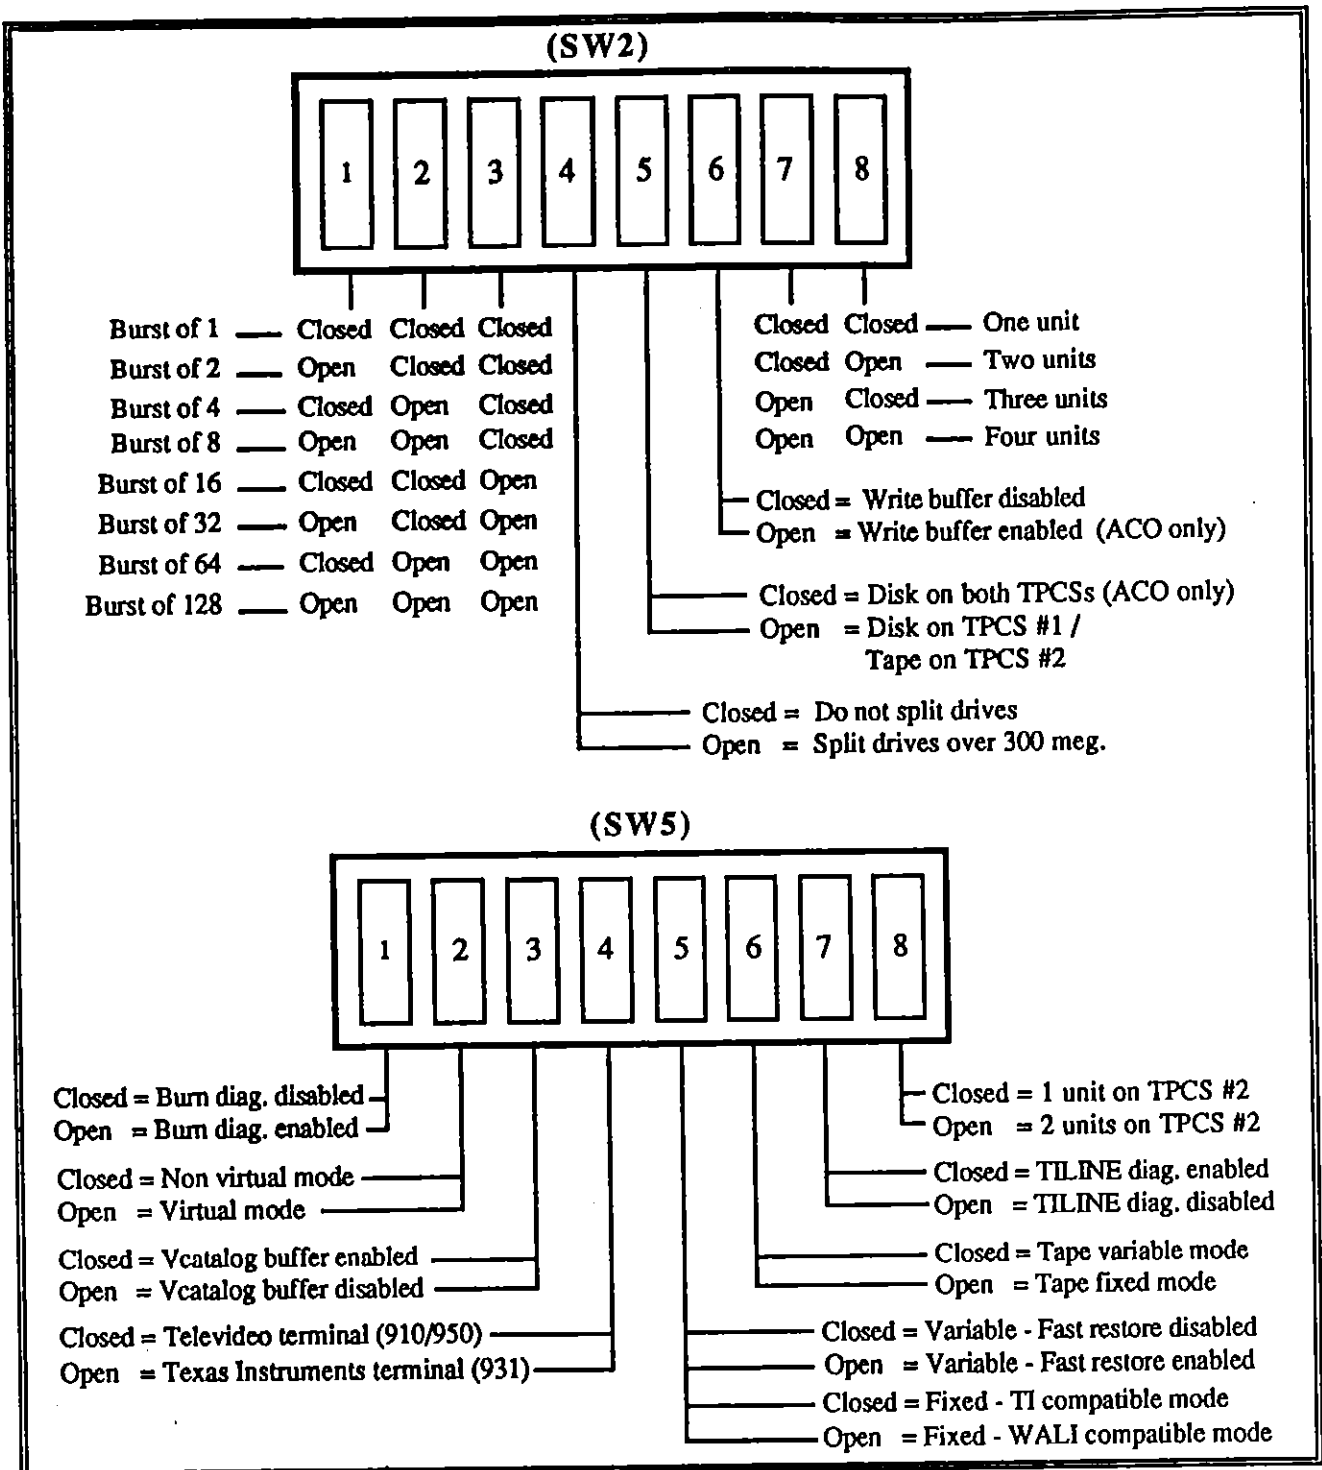 (SW2)
1 2 3 4 5 6 7 8
Burst of 1 Closed Closed Closed
Burst of 2 Open Closed Closed
Burst of 4 Closed Open Closed
Burst of 8 Open Open Closed
Burst of 16 Closed Closed Open
Burst of 32 Open Closed Open
Burst of 64 Closed Open Open
Burst of 128 Open Open Open
Closed Closed One unit
Closed Open Two units
Open Closed Three units
Open Open Four units
Closed = Write buffer disabled
Open = Write buffer enabled (ACO only)
Closed = Disk on both TPCSs (ACO only)
Open = Disk on TPCS #1 /
Tape on TPCS #2
Closed = Do not split drives
Open = Split drives over 300 meg.
(SW5)
1 2 3 4 5 6 7 8
Closed = Burn diag. disabled
Open = Burn diag. enabled
Closed = Non virtual mode
Open = Virtual mode
Closed = Vcatalog buffer enabled
Open = Vcatalog buffer disabled
Closed = Televideo terminal (910/950)
Open = Texas Instruments terminal (931)
Closed = 1 unit on TPCS #2
Open = 2 units on TPCS #2
Closed = TILINE diag. enabled
Open = TILINE diag. disabled
Closed = Tape variable mode
Open = Tape fixed mode
Closed = Variable - Fast restore disabled
Open = Variable - Fast restore enabled
Closed = Fixed - TI compatible mode
Open = Fixed - WALI compatible mode